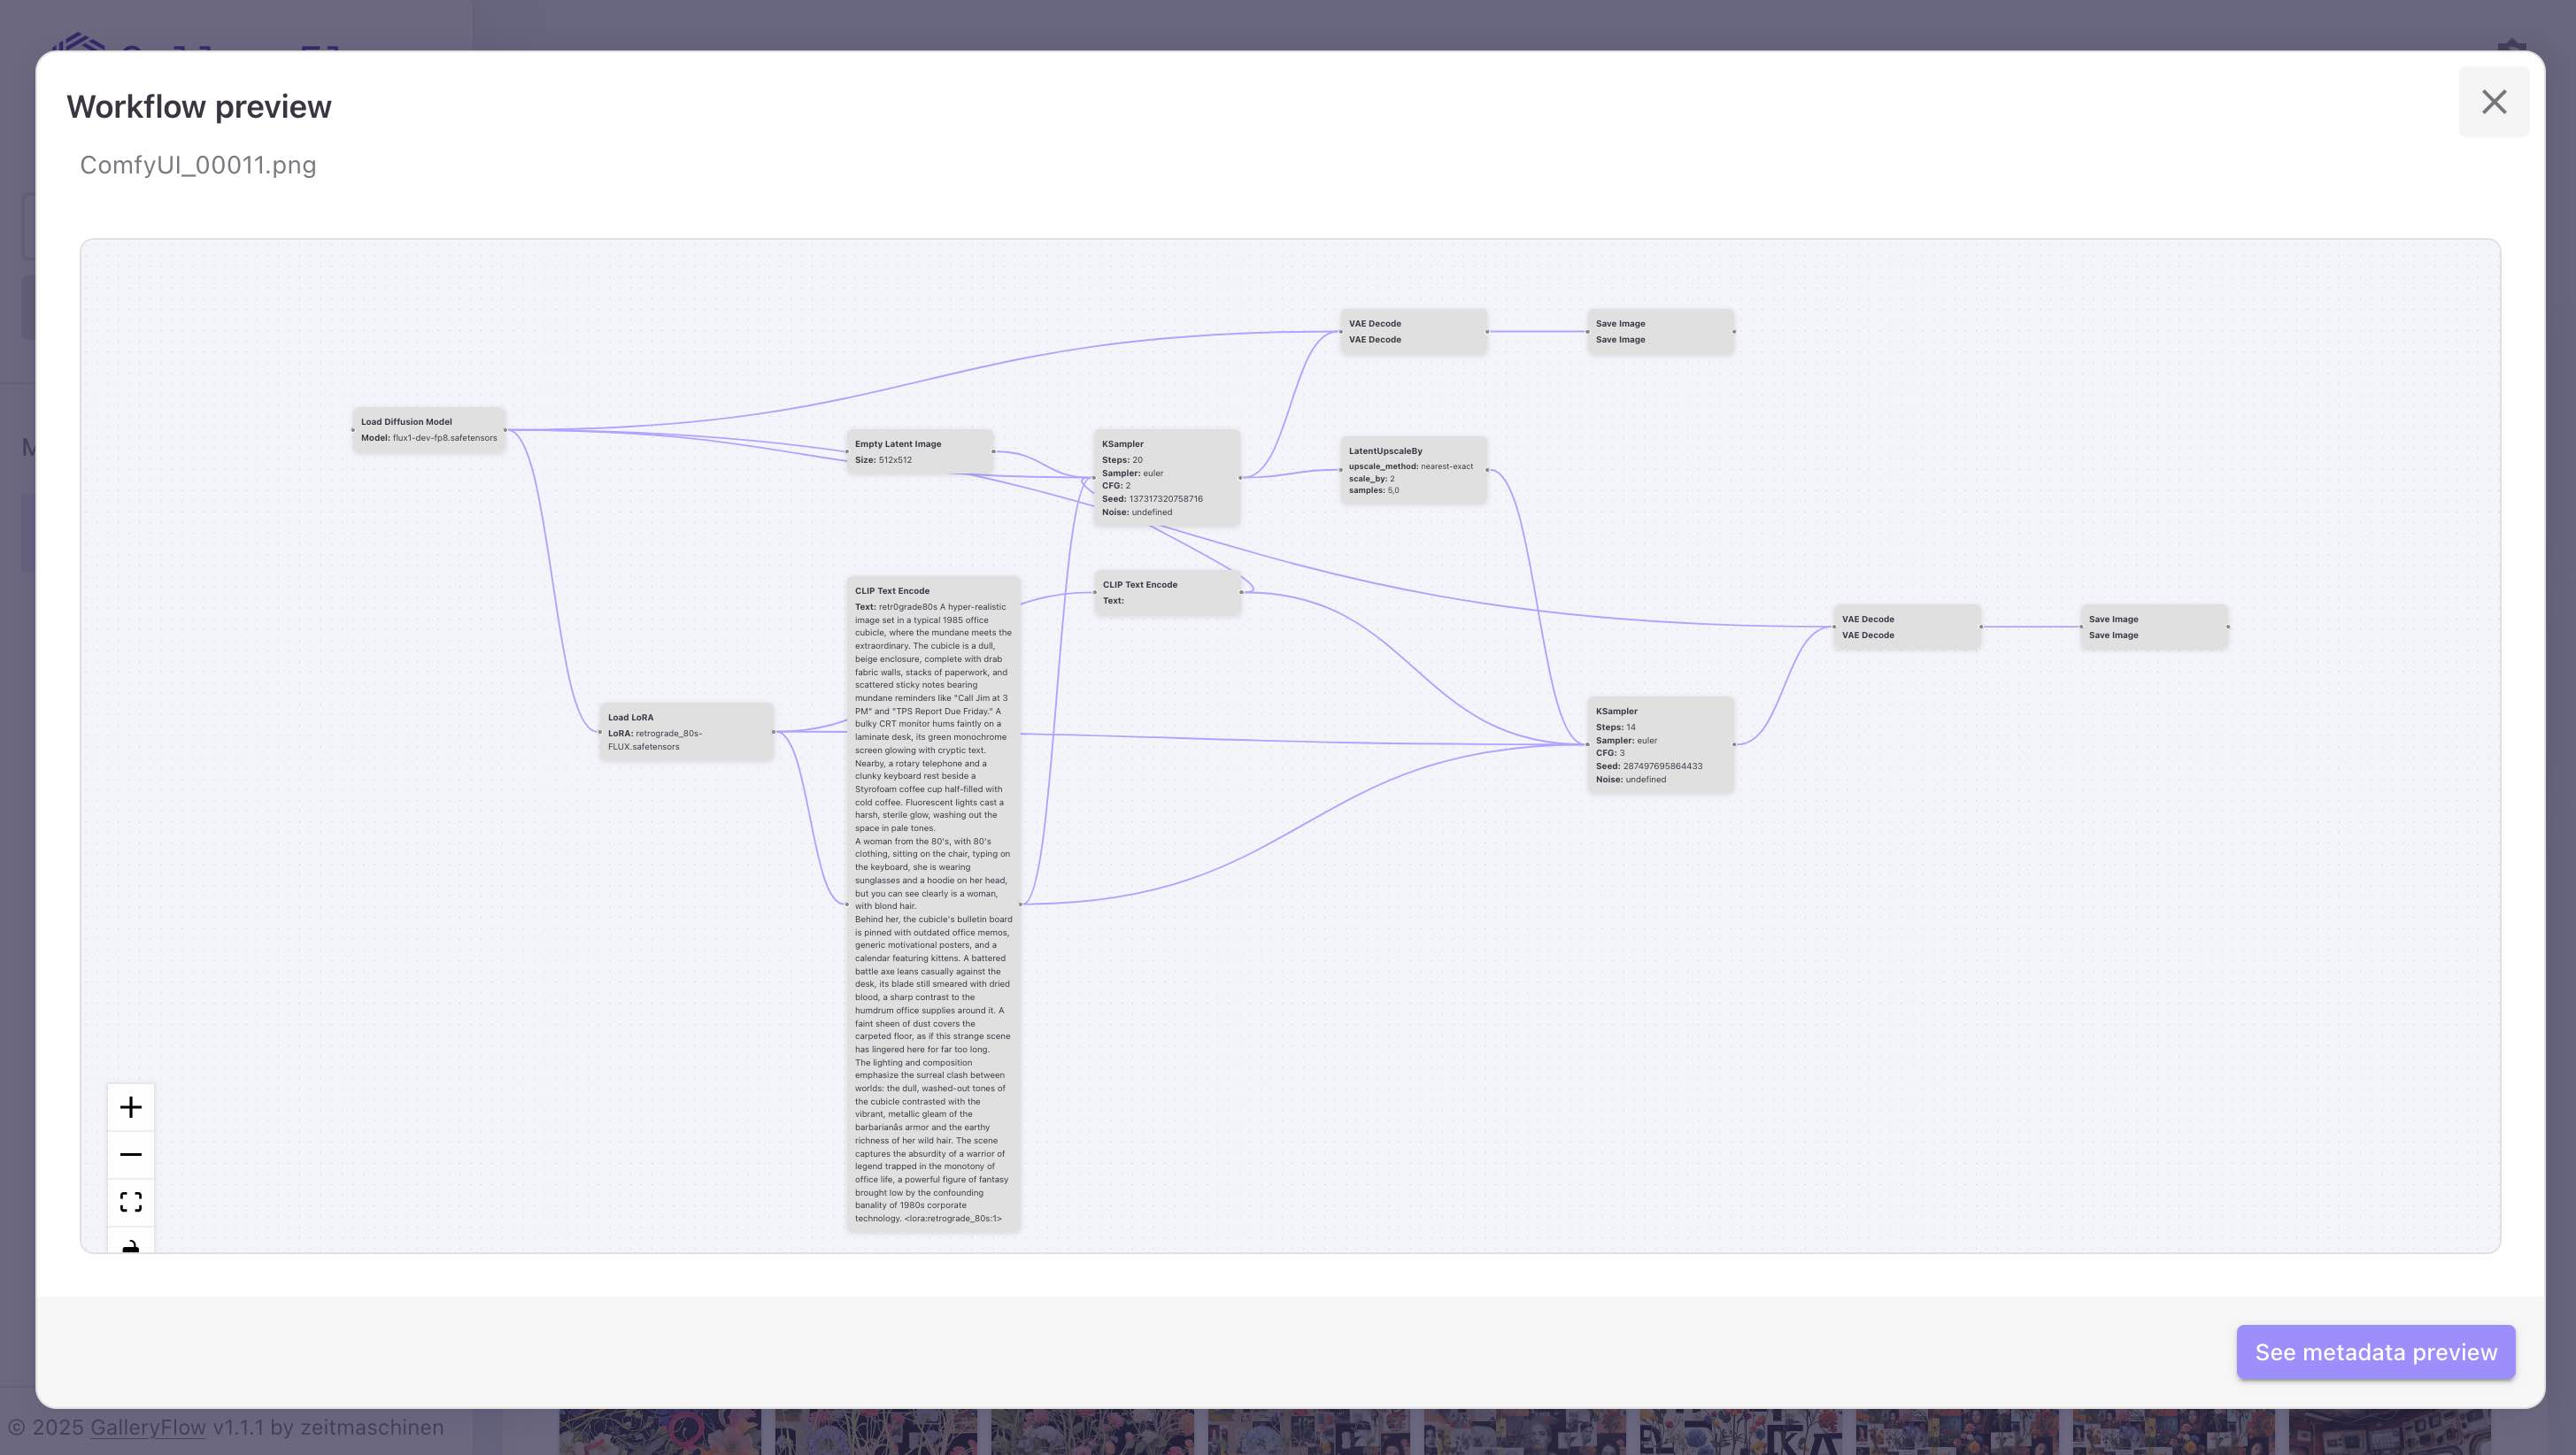 Workflow preview
ComfyUI_00011.png
VAE Decode
VAE Decode
Save Image
Save Image
Load Diffusion Model
Model: flux1-dev-fp8.safetensors
Empty Latent Image
Size: 512x512
KSampler
Steps: 20
Sampler: euler
CFG: 2
Seed: 137317320758716
Noise: undefined
LatentUpscaleBy
upscale_method: nearest-exact
scale_by: 2
samples: 5,0
CLIP Text Encode
Text: retr0grade80s A hyper-realistic
image set in a typical 1985 office
cubicle, where the mundane meets the
extraordinary. The cubicle is a dull,
beige enclosure, complete with drab
fabric walls, stacks of paperwork, and
scattered sticky notes bearing
mundane reminders like "Call Jim at 3
PM" and "TPS Report Due Friday." A
bulky CRT monitor hums faintly on a
laminate desk, its green monochrome
screen glowing with cryptic text.
Nearby, a rotary telephone and a
clunky keyboard rest beside a
Styrofoam coffee cup half-filled with
cold coffee. Fluorescent lights cast a
harsh, sterile glow, washing out the
space in pale tones.
A woman from the 80's, with 80's
clothing, sitting on the chair, typing on
the keyboard, she is wearing
sunglasses and a hoodie on her head,
but you can see clearly is a woman,
with blond hair.
Behind her, the cubicle's bulletin board
is pinned with outdated office memos,
generic motivational posters, and a
calendar featuring kittens. A battered
battle axe leans casually against the
desk, its blade still smeared with dried
blood, a sharp contrast to the
humdrum office supplies around it. A
faint sheen of dust covers the
carpeted floor, as if this strange scene
has lingered here for far too long.
The lighting and composition
emphasize the surreal clash between
worlds: the dull, washed-out tones of
the cubicle contrasted with the
vibrant, metallic gleam of the
barbarianâs armor and the earthy
richness of her wild hair. The scene
captures the absurdity of a warrior of
legend trapped in the monotony of
office life, a powerful figure of fantasy
brought low by the confounding
banality of 1980s corporate
technology. <lora:retrograde_80s:1>
CLIP Text Encode
Text:
VAE Decode
VAE Decode
Save Image
Save Image
Load LoRA
LoRA: retrograde_80s-
FLUX.safetensors
KSampler
Steps: 14
Sampler: euler
CFG: 3
Seed: 287497695864433
Noise: undefined
See metadata preview
© 2025 GalleryFlow v1.1.1 by zeitmaschinen